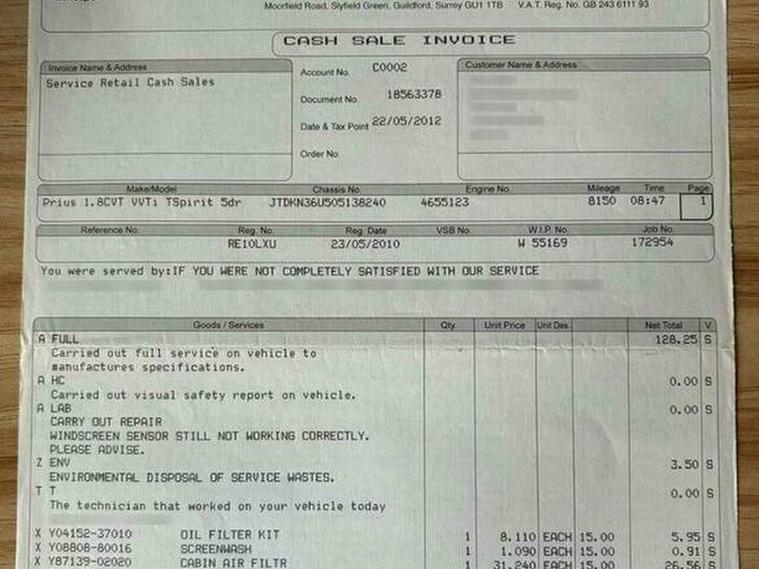 Moorfield Road, Slyfield Green, Guildford, Surrey GU1 1TB V.A.T. Reg. No. GB 243 6111 93
CASH SALE INVOICE
Invoice Name & Address
Service Retail Cash Sales
Account No. C0002
Document No. 18563378
Date & Tax Point 22/05/2012
Order No.
Customer Name & Address
Make/Model Chassis No. Engine No. Mileage Time Page
Prius 1.8CVT VVTi TSpirit 5dr JTDKN36U505138240 4655123 8150 08:47 1
Reference No. Reg. No. Reg. Date VSB No. W.I.P. No. Job No.
RE10LXU 23/05/2010 W 55169 172954
You were served by:IF YOU WERE NOT COMPLETELY SATISFIED WITH OUR SERVICE
Goods / Services Qty. Unit Price Unit Des. Net Total V
A FULL 128.25 S
Carried out full service on vehicle to
manufactures specifications.
A HC 0.00 S
Carried out visual safety report on vehicle.
A LAB 0.00 S
CARRY OUT REPAIR
WINDSCREEN SENSOR STILL NOT WORKING CORRECTLY.
PLEASE ADVISE.
Z ENV 3.50 S
ENVIRONMENTAL DISPOSAL OF SERVICE WASTES.
T T 0.00 S
The technician that worked on your vehicle today
X Y04152-37010 OIL FILTER KIT 1 8.110 EACH 15.00 5.95 S
X Y08808-80016 SCREENWASH 1 1.090 EACH 15.00 0.91 S
X Y87139-02020 CABIN AIR FILTR 1 31.240 EACH 15.00 26.56 S